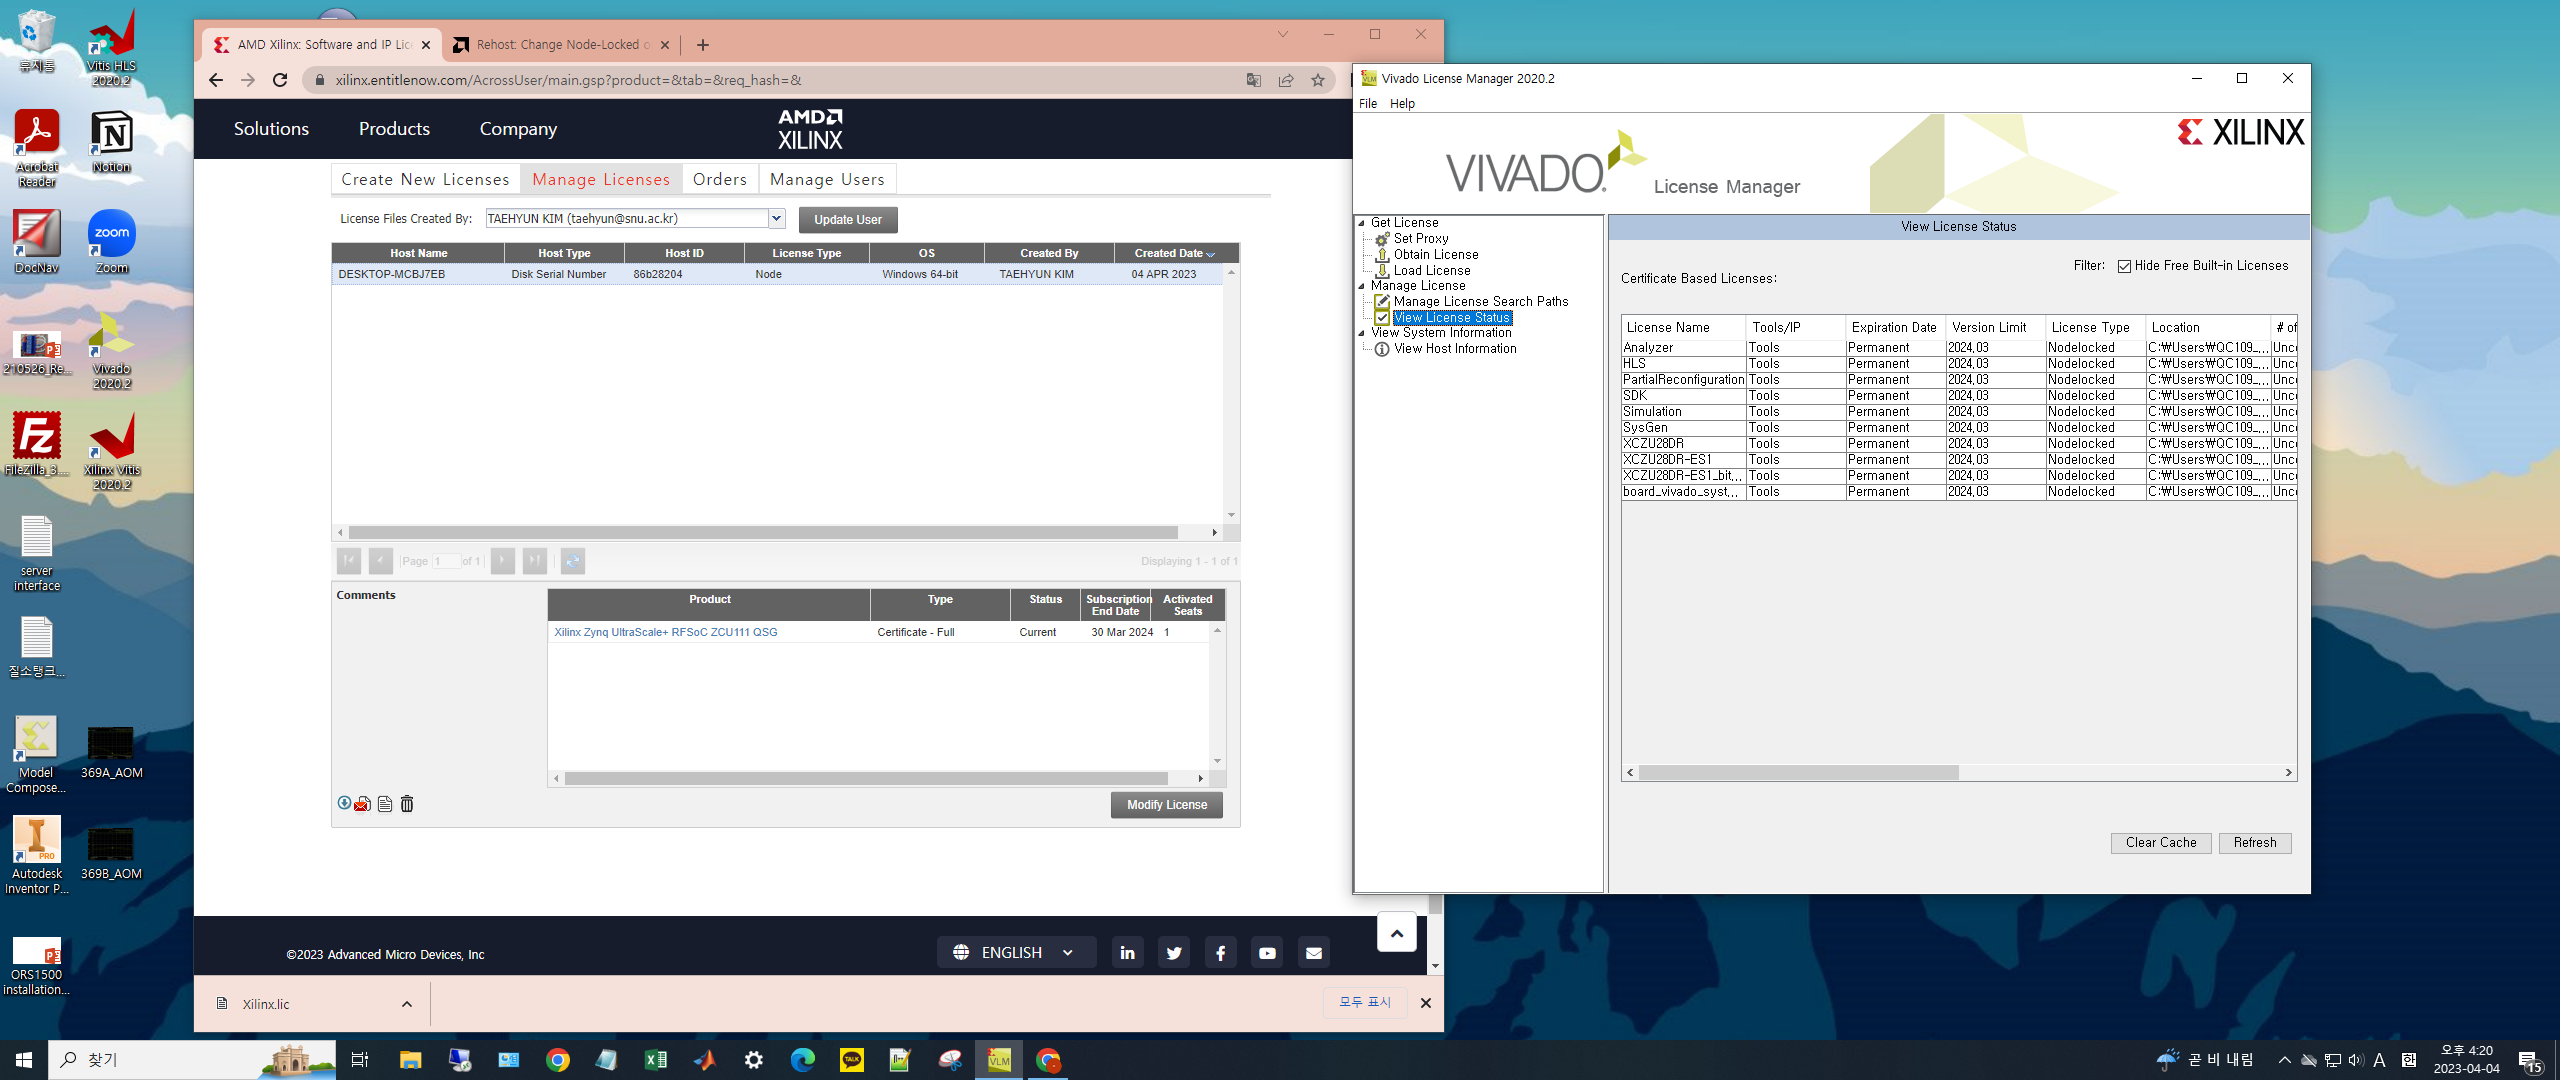 휴지통
Vitis HLS
2020.2
Acrobat
Reader
Notion
DocNav
zoom
Zoom
210526_Re...
Vivado
2020.2
FileZilla_3....
Xilinx Vitis
2020.2
server
interface
질소탱크...
Model
Compose...
369A_AOM
PRO
Autodesk
Inventor P...
369B_AOM
ORS1500
installation...
AMD Xilinx: Software and IP Lic
Rehost: Change Node-Locked o
xilinx.entitlenow.com/AcrossUser/main.gsp?product=&tab=&req_hash=&
Solutions
Products
Company
AMD
XILINX
Create New Licenses
Manage Licenses
Orders
Manage Users
License Files Created By:
TAEHYUN KIM (taehyun@snu.ac.kr)
Update User
Host Name Host Type Host ID License Type OS Created By Created Date
DESKTOP-MCBJ7EB Disk Serial Number 86b28204 Node Windows 64-bit TAEHYUN KIM 04 APR 2023
Page 1 of 1
Displaying 1 - 1 of 1
Comments
Product Type Status Subscription End Date Activated Seats
Xilinx Zynq UltraScale+ RFSoC ZCU111 QSG Certificate - Full Current 30 Mar 2024 1
Modify License
©2023 Advanced Micro Devices, Inc
ENGLISH
Xilinx.lic
모두 표시
VLM Vivado License Manager 2020.2
File Help
VIVADO.
License Manager
XILINX
Get License
Set Proxy
Obtain License
Load License
Manage License
Manage License Search Paths
View License Status
View System Information
View Host Information
View License Status
Filter: Hide Free Built-in Licenses
Certificate Based Licenses:
License Name Tools/IP Expiration Date Version Limit License Type Location # of
Analyzer Tools Permanent 2024.03 Nodelocked C:₩Users₩QC109_... Unc
HLS Tools Permanent 2024.03 Nodelocked C:₩Users₩QC109_... Unc
PartialReconfiguration Tools Permanent 2024.03 Nodelocked C:₩Users₩QC109_... Unc
SDK Tools Permanent 2024.03 Nodelocked C:₩Users₩QC109_... Unc
Simulation Tools Permanent 2024.03 Nodelocked C:₩Users₩QC109_... Unc
SysGen Tools Permanent 2024.03 Nodelocked C:₩Users₩QC109_... Unc
XCZU28DR Tools Permanent 2024.03 Nodelocked C:₩Users₩QC109_... Unc
XCZU28DR-ES1 Tools Permanent 2024.03 Nodelocked C:₩Users₩QC109_... Unc
XCZU28DR-ES1_bit... Tools Permanent 2024.03 Nodelocked C:₩Users₩QC109_... Unc
board_vivado_syst... Tools Permanent 2024.03 Nodelocked C:₩Users₩QC109_... Unc
Clear Cache
Refresh
찾기
TALK
VLM
곧 비 내림
A
한
오후 4:20
2023-04-04
15